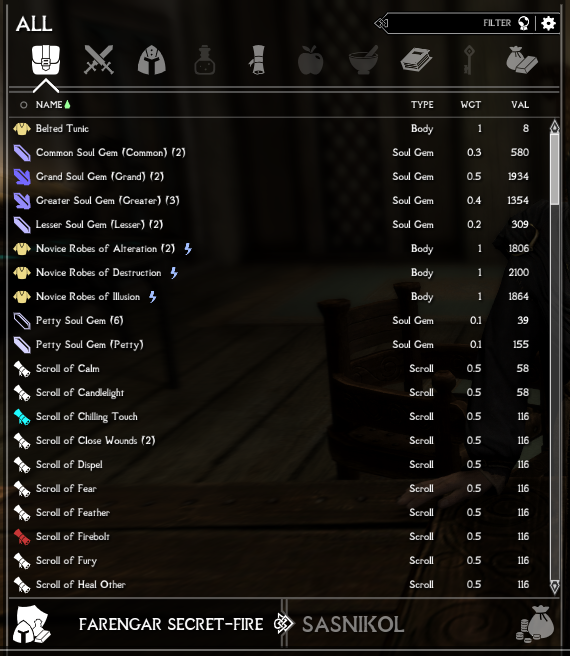 ALL
FILTER
NAME TYPE WGT VAL
Belted Tunic Body 1 8
Common Soul Gem (Common) (2) Soul Gem 0.3 580
Grand Soul Gem (Grand) (2) Soul Gem 0.5 1934
Greater Soul Gem (Greater) (3) Soul Gem 0.4 1354
Lesser Soul Gem (Lesser) (2) Soul Gem 0.2 309
Novice Robes of Alteration (2) Body 1 1806
Novice Robes of Destruction Body 1 2100
Novice Robes of Illusion Body 1 1864
Petty Soul Gem (6) Soul Gem 0.1 39
Petty Soul Gem (Petty) Soul Gem 0.1 155
Scroll of Calm Scroll 0.5 58
Scroll of Candlelight Scroll 0.5 58
Scroll of Chilling Touch Scroll 0.5 116
Scroll of Close Wounds (2) Scroll 0.5 116
Scroll of Dispel Scroll 0.5 116
Scroll of Fear Scroll 0.5 116
Scroll of Feather Scroll 0.5 116
Scroll of Firebolt Scroll 0.5 116
Scroll of Fury Scroll 0.5 116
Scroll of Heal Other Scroll 0.5 116
FARENGAR SECRET-FIRE SASNIKOL